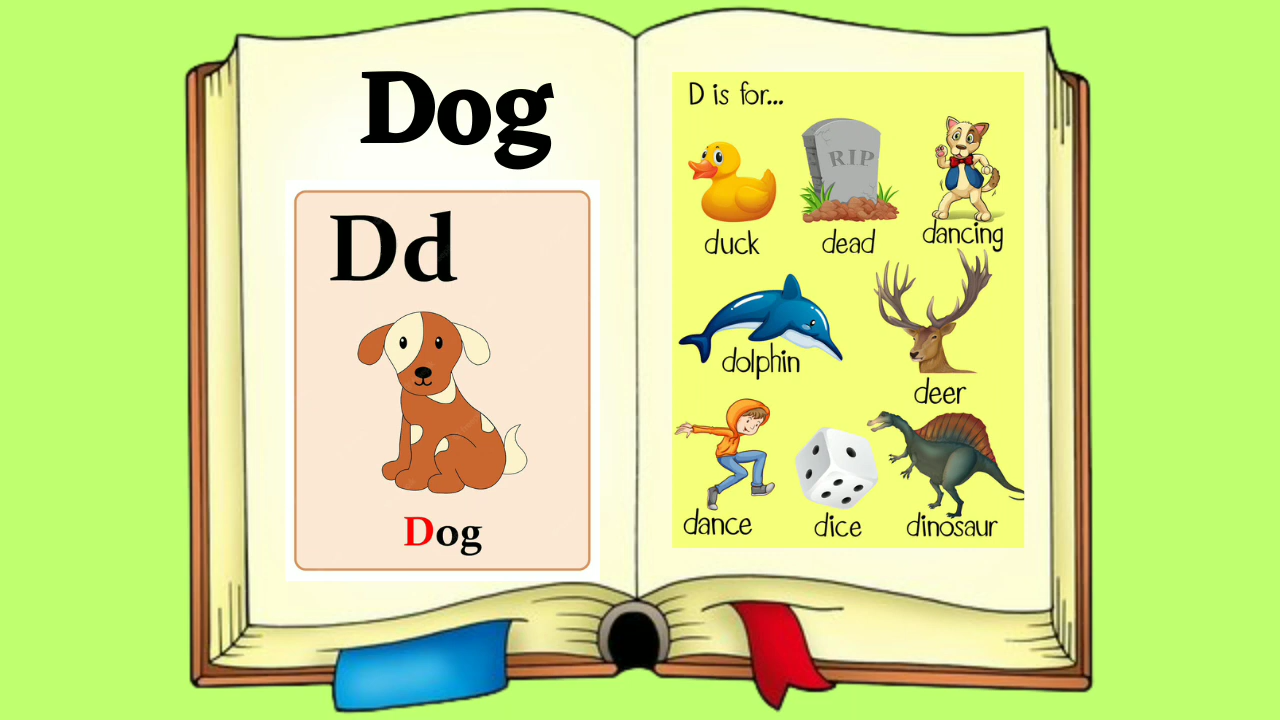 Dog
Dd
Dog
D is for...
RIP
duck dead dancing
dolphin
deer
dance dice dinosaur